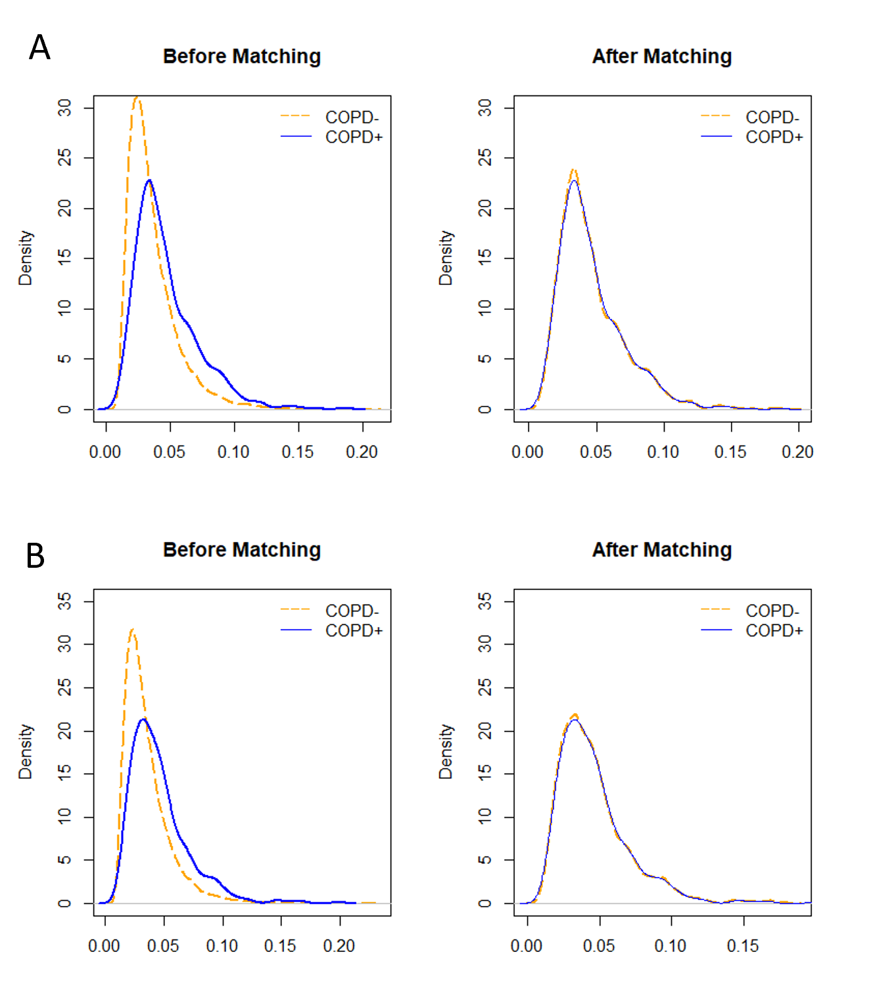 A
Before Matching
After Matching
COPD-
COPD+
COPD-
COPD+
Density
30
25
20
15
10
5
0
0.00 0.05 0.10 0.15 0.20
Density
30
25
20
15
10
5
0
0.00 0.05 0.10 0.15 0.20
B
Before Matching
After Matching
COPD-
COPD+
COPD-
COPD+
Density
35
30
25
20
15
10
5
0
0.00 0.05 0.10 0.15 0.20
Density
35
30
25
20
15
10
5
0
0.00 0.05 0.10 0.15